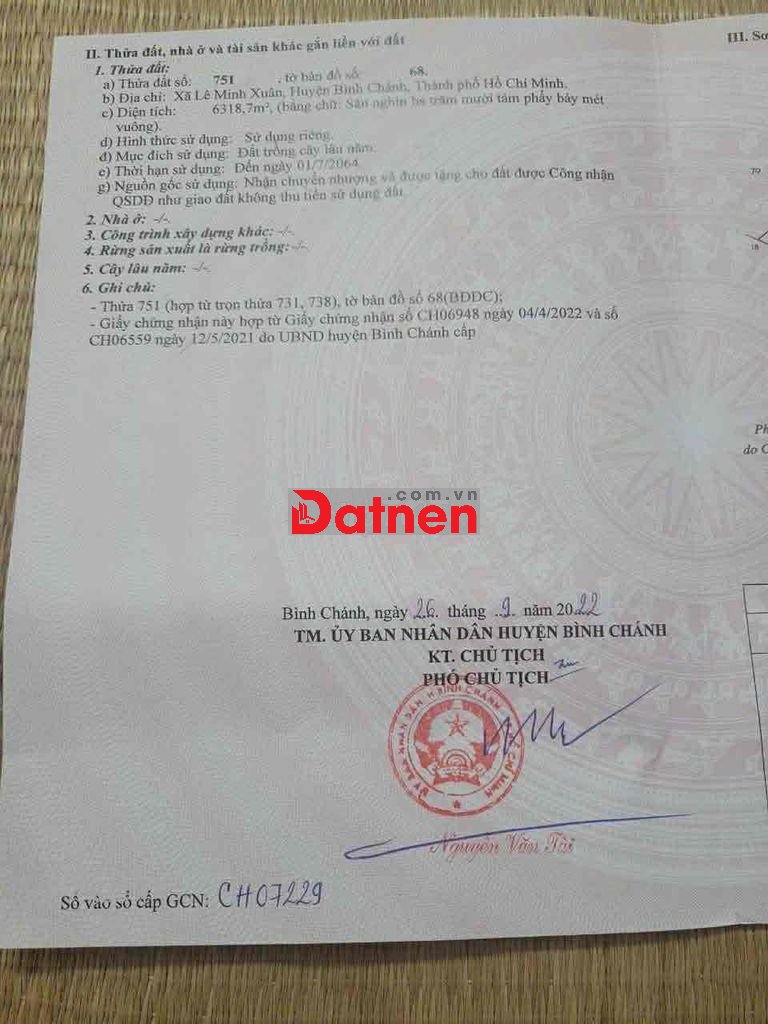 II. Thửa đất, nhà ở và tài sản khác gắn liền với đất
III. Sơ
1. Thửa đất:
a) Thửa đất số: 751 , tờ bản đồ số: 68.
b) Địa chỉ: Xã Lê Minh Xuân, Huyện Bình Chánh, Thành phố Hồ Chí Minh.
c) Diện tích: 6318,7m², (bằng chữ: Sáu nghìn ba trăm mười tám phẩy bảy mét
vuông).
d) Hình thức sử dụng: Sử dụng riêng.
đ) Mục đích sử dụng: Đất trồng cây lâu năm.
e) Thời hạn sử dụng: Đến ngày 01/7/2064.
g) Nguồn gốc sử dụng: Nhận chuyển nhượng và được tặng cho đất được Công nhận
QSDĐ như giao đất không thu tiền sử dụng đất.
2. Nhà ở: -/-.
3. Công trình xây dựng khác: -/-.
4. Rừng sản xuất là rừng trồng: -/-.
5. Cây lâu năm: -/-.
6. Ghi chú:
- Thửa 751 (hợp từ trọn thửa 731, 738), tờ bản đồ số 68(BĐĐC);
- Giấy chứng nhận này hợp từ Giấy chứng nhận số CH06948 ngày 04/4/2022 và số
CH06559 ngày 12/5/2021 do UBND huyện Bình Chánh cấp
70
18
Ph
do C
.com.vn
Datnen
Bình Chánh, ngày 26 tháng 9 năm 2022
TM. ỦY BAN NHÂN DÂN HUYỆN BÌNH CHÁNH
KT. CHỦ TỊCH
PHÓ CHỦ TỊCH
ỦY BAN NHÂN DÂN H.BÌNH CHÁNH
Nguyễn Văn Tài
Số vào sổ cấp GCN: CH07229